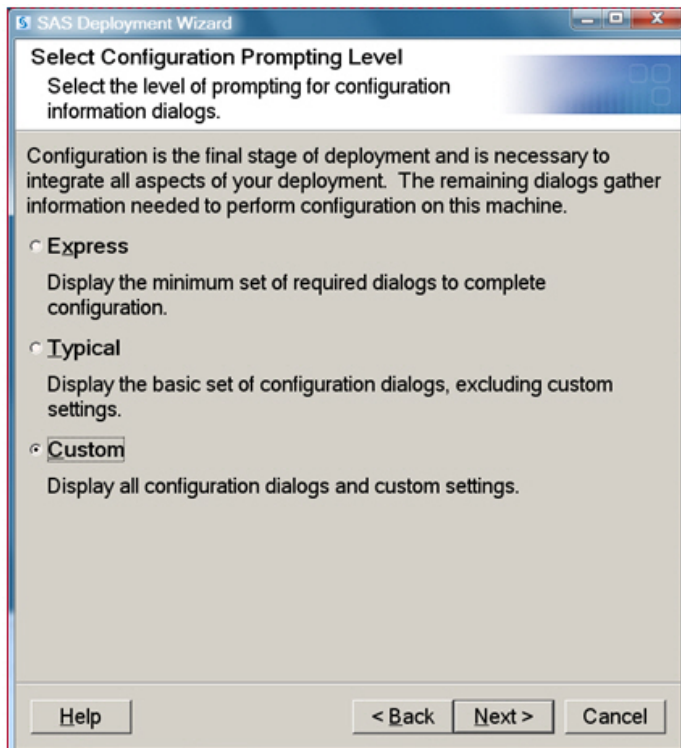 SAS Deployment Wizard
Select Configuration Prompting Level
Select the level of prompting for configuration
information dialogs.
Configuration is the final stage of deployment and is necessary to
integrate all aspects of your deployment. The remaining dialogs gather
information needed to perform configuration on this machine.
Express
Display the minimum set of required dialogs to complete
configuration.
Typical
Display the basic set of configuration dialogs, excluding custom
settings.
Custom
Display all configuration dialogs and custom settings.
Help
< Back
Next >
Cancel